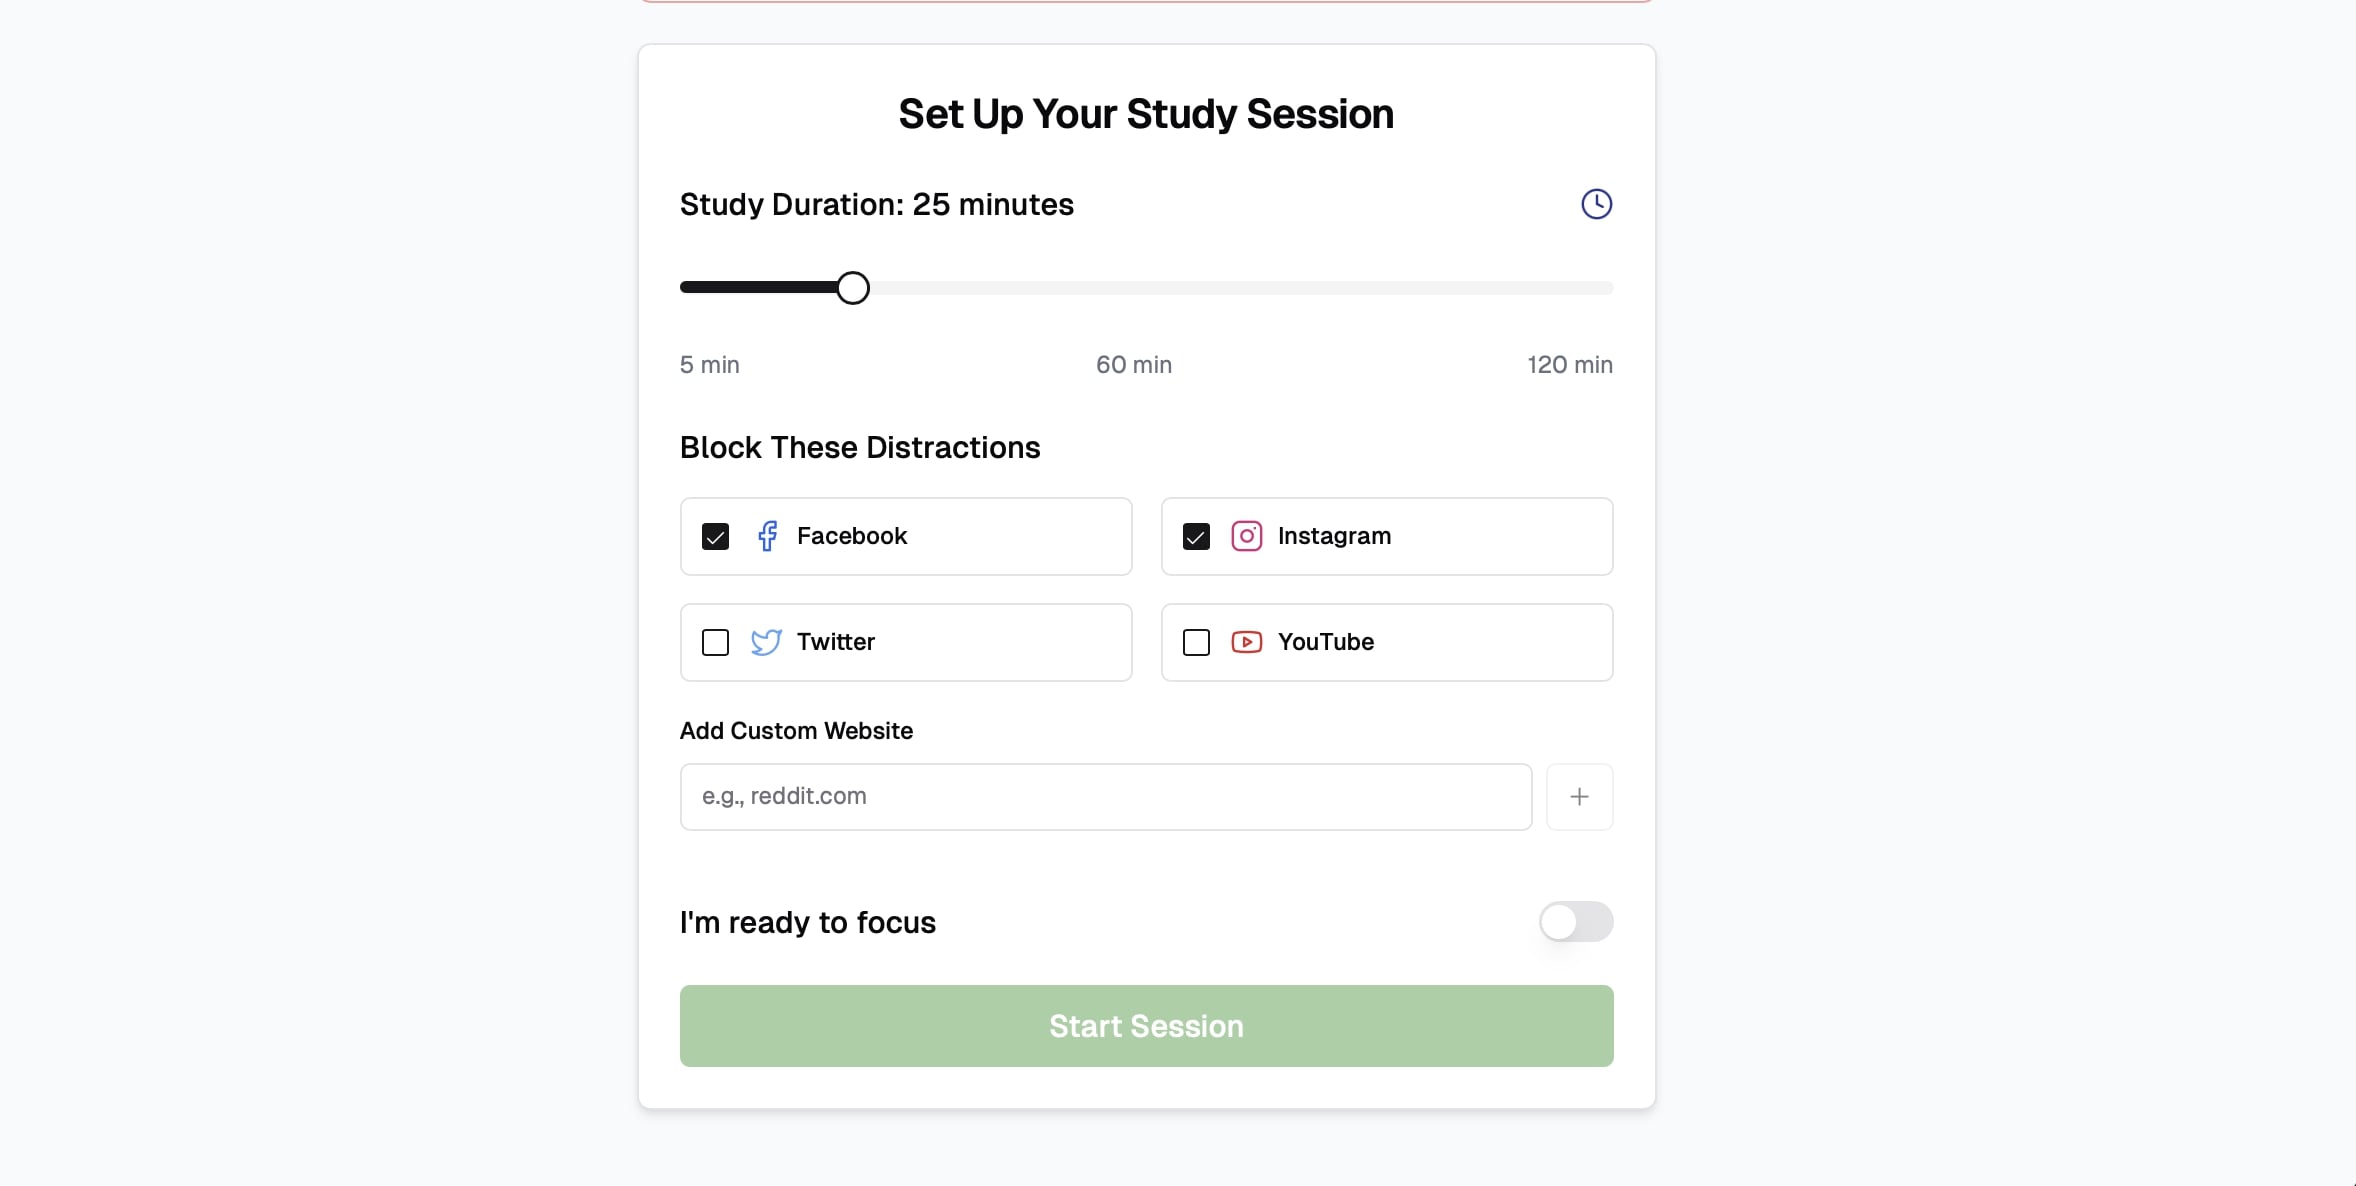 Set Up Your Study Session
Study Duration: 25 minutes
5 min 60 min 120 min
Block These Distractions
Facebook Instagram
Twitter YouTube
Add Custom Website
e.g., reddit.com
I'm ready to focus
Start Session